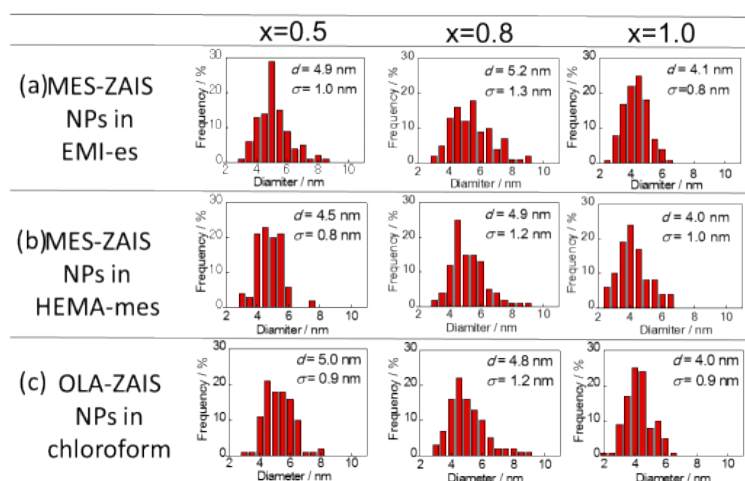 x=0.5 x=0.8 x=1.0
(a) MES-ZAIS
NPs in
EMI-es
Frequency / %
30
20
10
0
2 4 6 8 10
Diamiter / nm
d = 4.9 nm
σ = 1.0 nm
Frequency / %
30
20
10
0
2 4 6 8 10
Diamiter / nm
d = 5.2 nm
σ = 1.3 nm
Frequency / %
30
20
10
0
2 4 6 8 10
Diamiter / nm
d = 4.1 nm
σ=0.8 nm
(b) MES-ZAIS
NPs in
HEMA-mes
Frequency / %
30
20
10
0
2 4 6 8 10
Diamiter / nm
d = 4.5 nm
σ = 0.8 nm
Frequency / %
30
20
10
0
2 4 6 8 10
Diamiter / nm
d = 4.9 nm
σ = 1.2 nm
Frequency / %
30
20
10
0
2 4 6 8 10
Diamiter / nm
d = 4.0 nm
σ = 1.0 nm
(c) OLA-ZAIS
NPs in
chloroform
Frequency / %
30
20
10
0
2 4 6 8 10
Diamiter / nm
d = 5.0 nm
σ = 0.9 nm
Frequency / %
30
20
10
0
2 4 6 8 10
Diamiter / nm
d = 4.8 nm
σ = 1.2 nm
Frequency / %
30
20
10
0
2 4 6 8 10
Diamiter / nm
d = 4.0 nm
σ = 0.9 nm